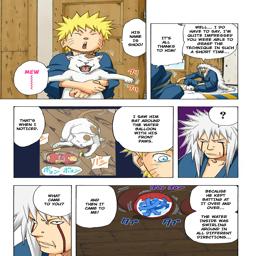 HIS
NAME
IS
SHOO!
MEW
IT'S
ALL
THANKS
TO HIM!
WELL... I DO
HAVE TO SAY, I'M
QUITE IMPRESSED
YOU WERE ABLE TO
GRASP THE
TECHNIQUE IN SUCH
A SHORT TIME...
THAT'S
WHEN I
NOTICED.
I SAW HIM
BAT
AROUND THE
WATER
BALLOON WITH
HIS FRONT
PAWS.
?
WHAT
CAME
TO YOU?
AND?
THEN IT
CAME TO
ME!
BECAUSE
HE KEPT
BATTING AT IT
OVER AND
OVER...
THE WATER
INSIDE WAS
SWIRLING
AROUND IN
ALL DIFFERENT
DIRECTIONS...